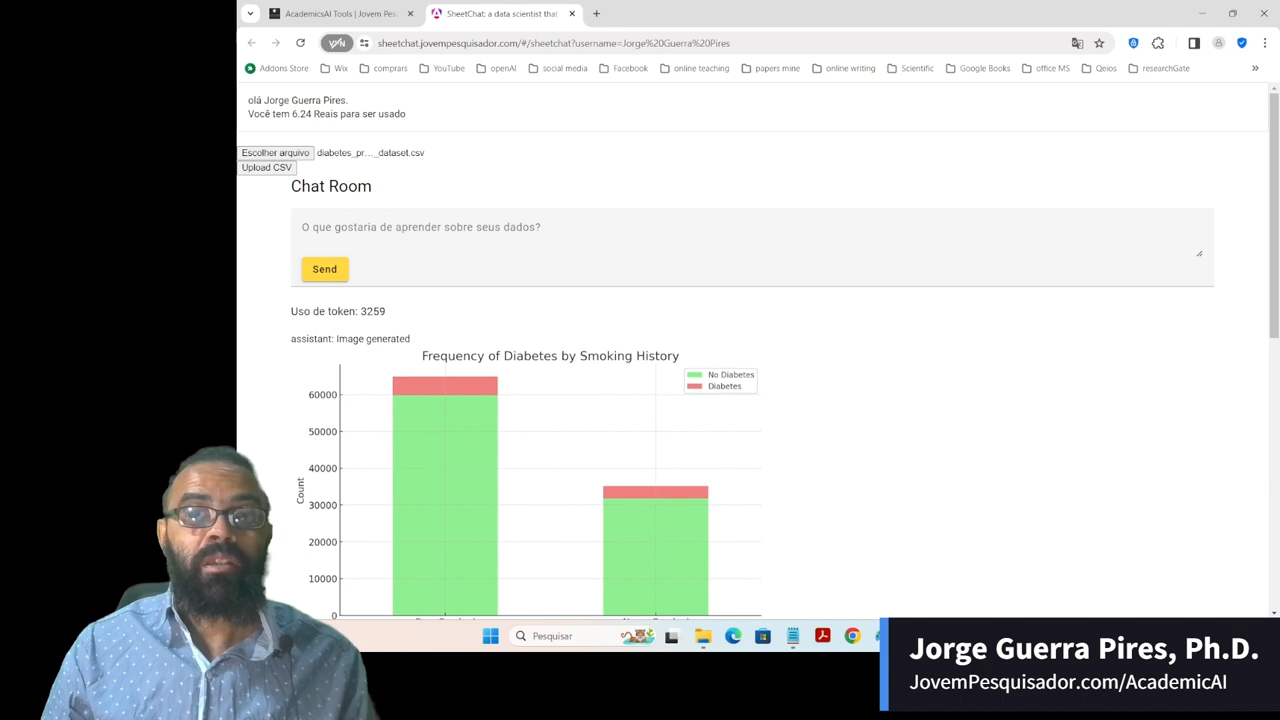 AcademicsAI Tools | Jovem Pes
SheetChat: a data scientist that
sheetchat.jovempesquisador.com/#/sheetchat?username=Jorge%20Guerra%20Pires
Addons Store
Wix
comprars
YouTube
openAI
social media
Facebook
online teaching
papers mine
online writing
Scientific
Google Books
office MS
Qeios
researchGate
olá Jorge Guerra Pires.
Você tem 6.24 Reais para ser usado
Escolher arquivo diabetes_pr..._dataset.csv
Upload CSV
Chat Room
O que gostaria de aprender sobre seus dados?
Send
Uso de token: 3259
assistant: Image generated
Frequency of Diabetes by Smoking History
No Diabetes
Diabetes
60000
50000
40000
30000
20000
10000
0
Count
Pesquisar
Jorge Guerra Pires, Ph.D.
JovemPesquisador.com/AcademicAI